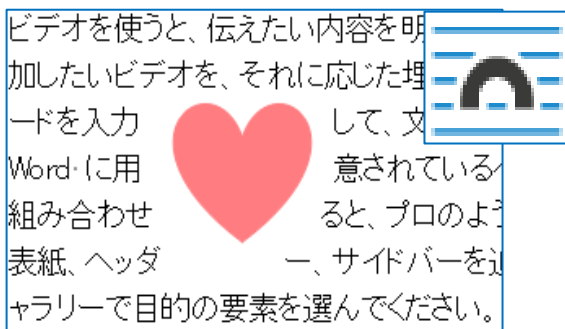 ビデオを使うと、伝えたい内容を明
加したいビデオを、それに応じた埋
ードを入力 して、文
Word に用 意されている
組み合わせ ると、プロのよう
表紙、ヘッダ ー、サイドバーを追
ャラリーで目的の要素を選んでください。